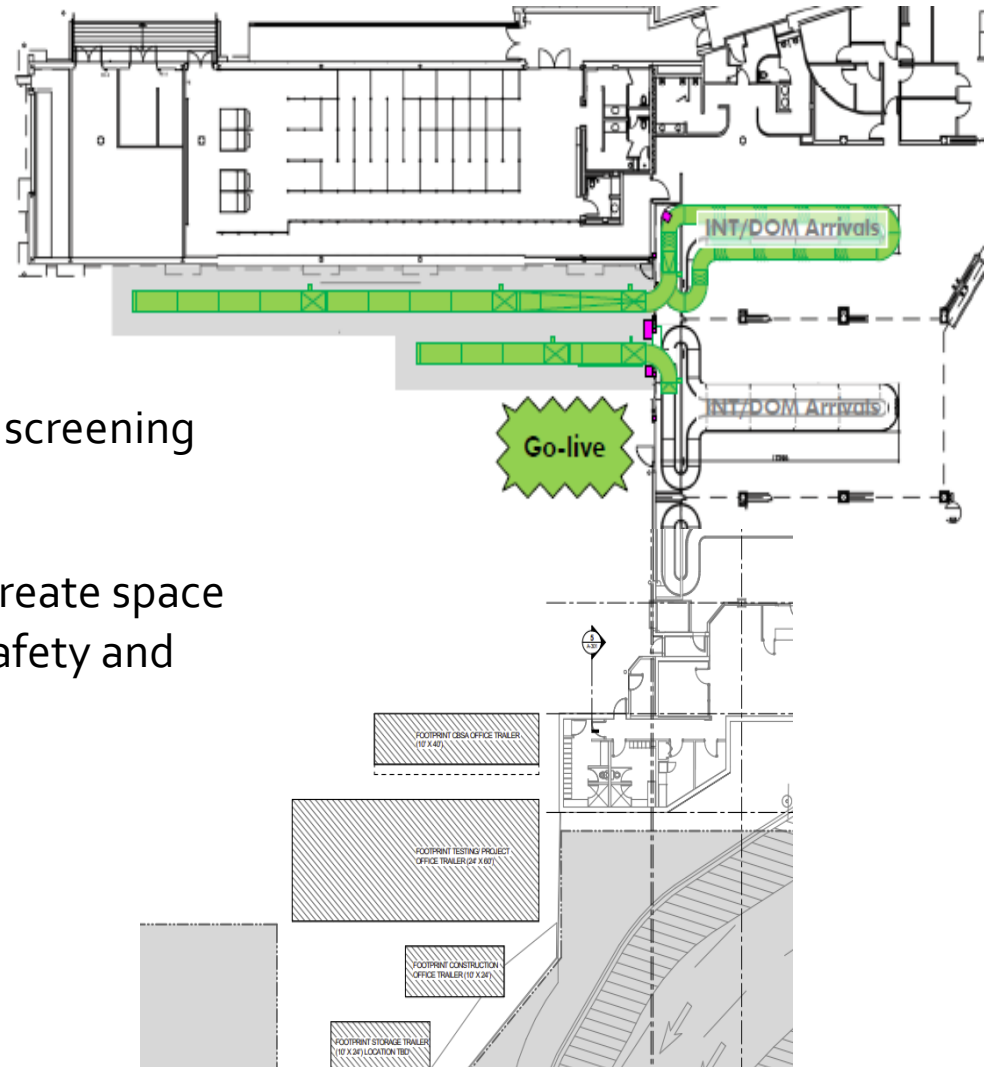 INT/DOM Arrivals
INT/DOM Arrivals
screening
Go-live
reate space
afety and
5
FOOTPRINT CBSA OFFICE TRAILER
(10' X 40')
FOOTPRINT TESTING/ PROJECT
OFFICE TRAILER (24' X 60')
FOOTPRINT CONSTRUCTION
OFFICE TRAILER (10' X 24')
FOOTPRINT STORAGE TRAILER
(10' X 24') LOCATION TBD